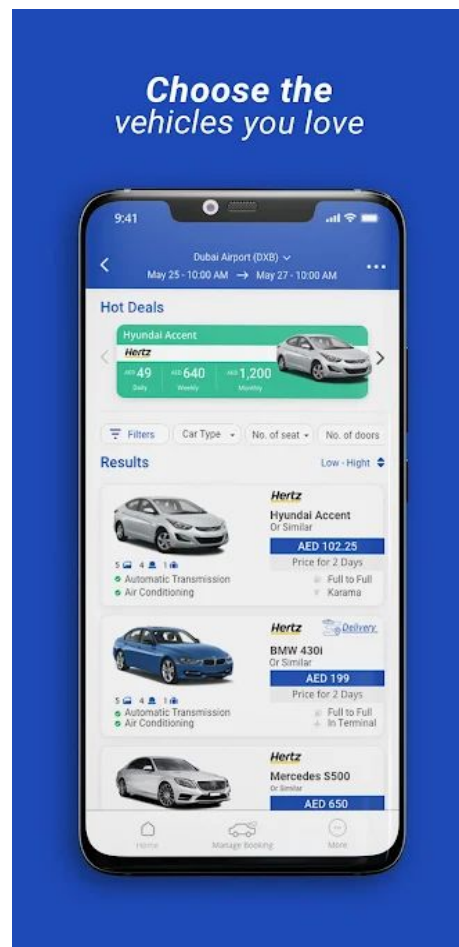 Choose the
vehicles you love
9:41
Dubai Airport (DXB)
May 25 - 10:00 AM → May 27 - 10:00 AM
Hot Deals
Hyundai Accent
Hertz
AED 49 AED 640 AED 1,200
Daily Weekly Monthly
Filters Car Type No. of seat No. of doors
Results Low - Hight
Hertz
Hyundai Accent
Or Similar
AED 102.25
Price for 2 Days
5 4 1
Automatic Transmission Full to Full
Air Conditioning Karama
Hertz Delivery
BMW 430i
Or Similar
AED 199
Price for 2 Days
5 4 1
Automatic Transmission Full to Full
Air Conditioning In Terminal
Hertz
Mercedes S500
Or Similar
AED 650
Home Manage Booking More